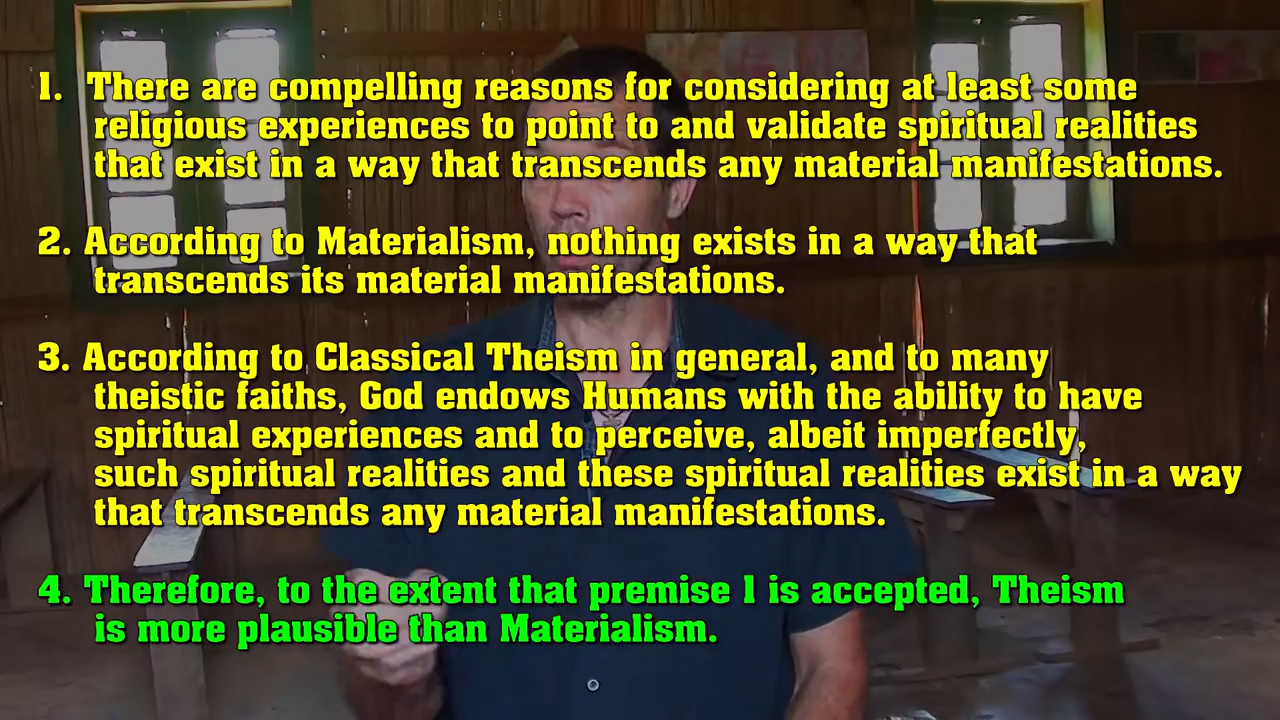 1. There are compelling reasons for considering at least some
religious experiences to point to and validate spiritual realities
that exist in a way that transcends any material manifestations.
2. According to Materialism, nothing exists in a way that
transcends its material manifestations.
3. According to Classical Theism in general, and to many
theistic faiths, God endows Humans with the ability to have
spiritual experiences and to perceive, albeit imperfectly,
such spiritual realities and these spiritual realities exist in a way
that transcends any material manifestations.
4. Therefore, to the extent that premise 1 is accepted, Theism
is more plausible than Materialism.